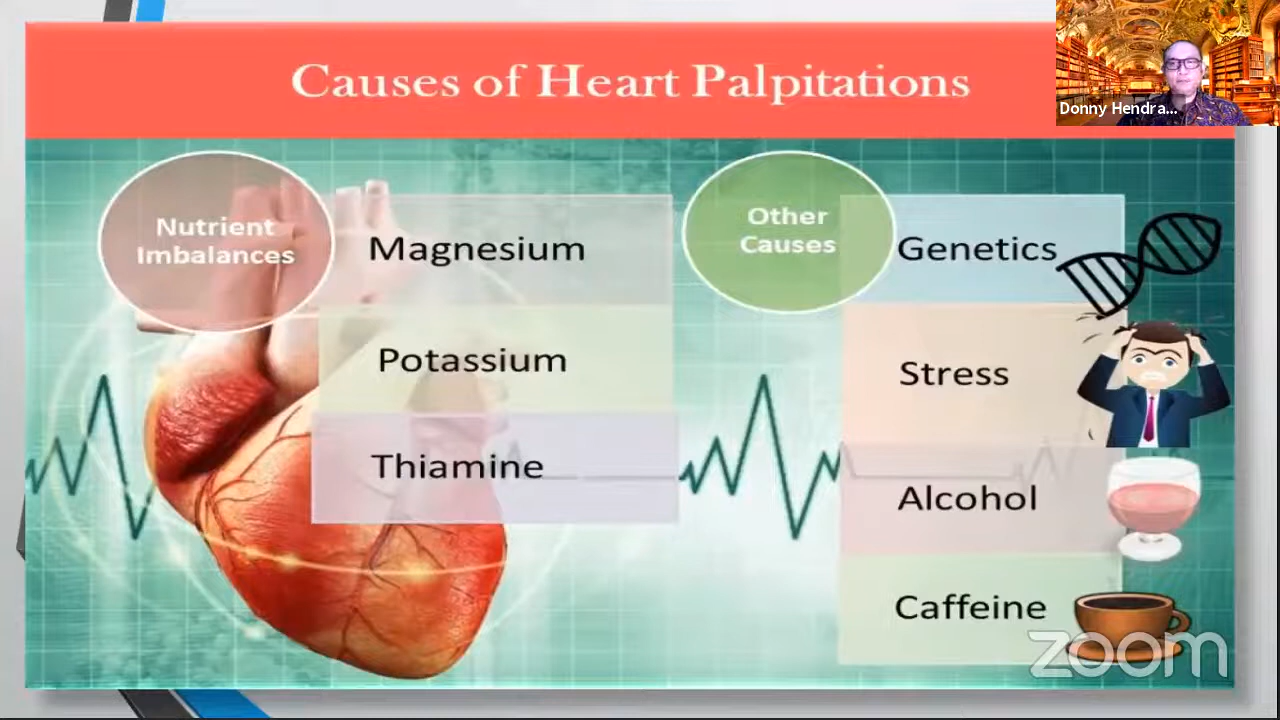 Causes of Heart Palpitations
Donny Hendra...
Nutrient
Imbalances
Magnesium
Potassium
Thiamine
Other
Causes
Genetics
Stress
Alcohol
Caffeine
zoom